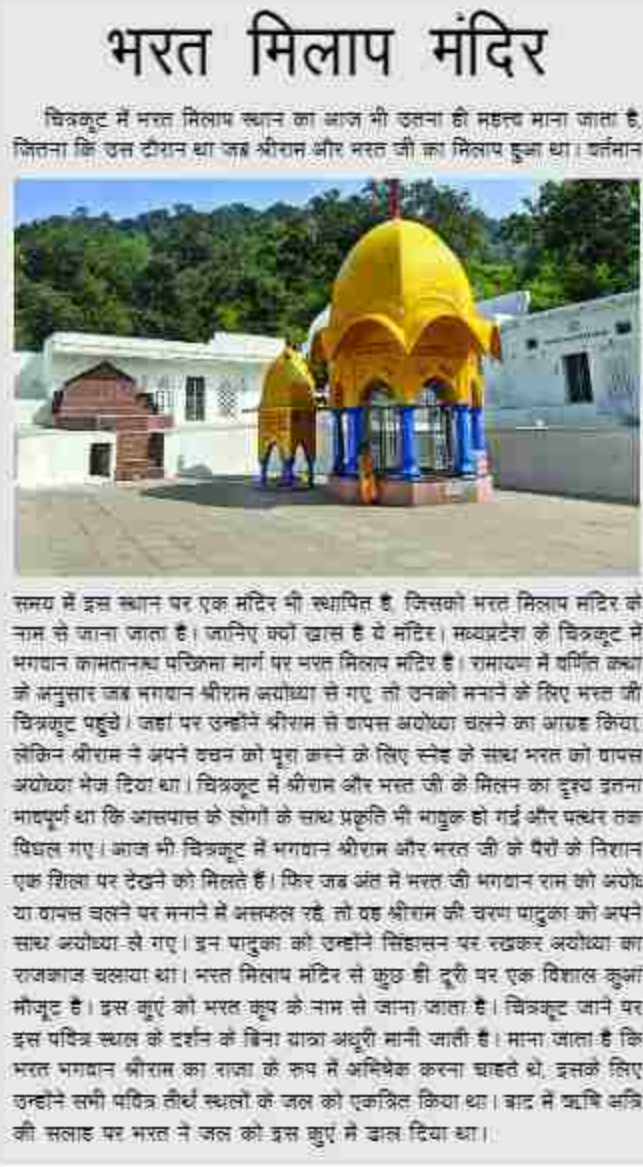 भरत मिलाप मंदिर
चित्रकूट में भरत मिलाप स्थान का आज भी उतना ही महत्त्व माना जाता है,
जितना कि उस दौरान था जब श्रीराम और भरत जी का मिलाप हुआ था। वर्तमान
समय में इस स्थान पर एक मंदिर भी स्थापित है, जिसको भरत मिलाप मंदिर के
नाम से जाना जाता है। जानिए क्यों खास है ये मंदिर। मध्यप्रदेश के चित्रकूट में
भगवान कामतानाथ परिक्रमा मार्ग पर भरत मिलाप मंदिर है। रामायण में वर्णित कथा
के अनुसार जब भगवान श्रीराम अयोध्या से गए, तो उनको मनाने के लिए भरत जी
चित्रकूट पहुंचे। जहां पर उन्होंने श्रीराम से वापस अयोध्या चलने का आग्रह किया,
लेकिन श्रीराम ने अपने वचन को पूरा करने के लिए स्नेह के साथ भरत को वापस
अयोध्या भेज दिया था। चित्रकूट में श्रीराम और भरत जी के मिलन का दृश्य इतना
भावपूर्ण था कि आसपास के लोगों के साथ प्रकृति भी भावुक हो गई और पत्थर तक
पिघल गए। आज भी चित्रकूट में भगवान श्रीराम और भरत जी के पैरों के निशान
एक शिला पर देखने को मिलते हैं। फिर जब अंत में भरत जी भगवान राम को अयोध्
या वापस चलने पर मनाने में असफल रहे, तो वह श्रीराम की चरण पादुका को अपने
साथ अयोध्या ले गए। इन पादुका को उन्होंने सिंहासन पर रखकर अयोध्या का
राजकाज चलाया था। भरत मिलाप मंदिर से कुछ ही दूरी पर एक विशाल कुआं
मौजूद है। इस कुएं को भरत कूप के नाम से जाना जाता है। चित्रकूट जाने पर
इस पवित्र स्थल के दर्शन के बिना यात्रा अधूरी मानी जाती है। माना जाता है कि
भरत भगवान श्रीराम का राजा के रुप में अभिषेक करना चाहते थे, इसके लिए
उन्होंने सभी पवित्र तीर्थ स्थलों के जल को एकत्रित किया था। बाद में ऋषि अत्रि
की सलाह पर भरत ने जल को इस कुएं में डाल दिया था।